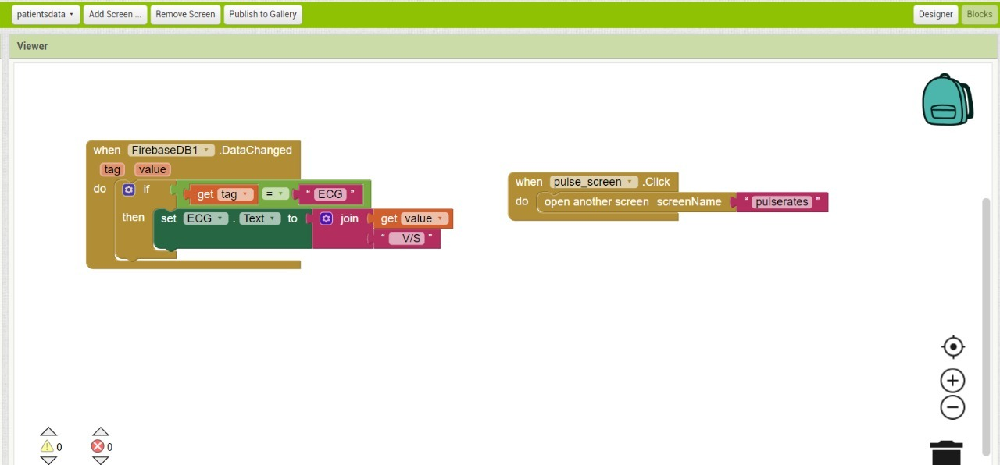 patientsdata Add Screen ... Remove Screen Publish to Gallery Designer Blocks
Viewer
when FirebaseDB1 .DataChanged
tag value
do if get tag = " ECG "
then set ECG . Text to join get value
" V/S "
when pulse_screen .Click
do open another screen screenName " pulserates "
0 0